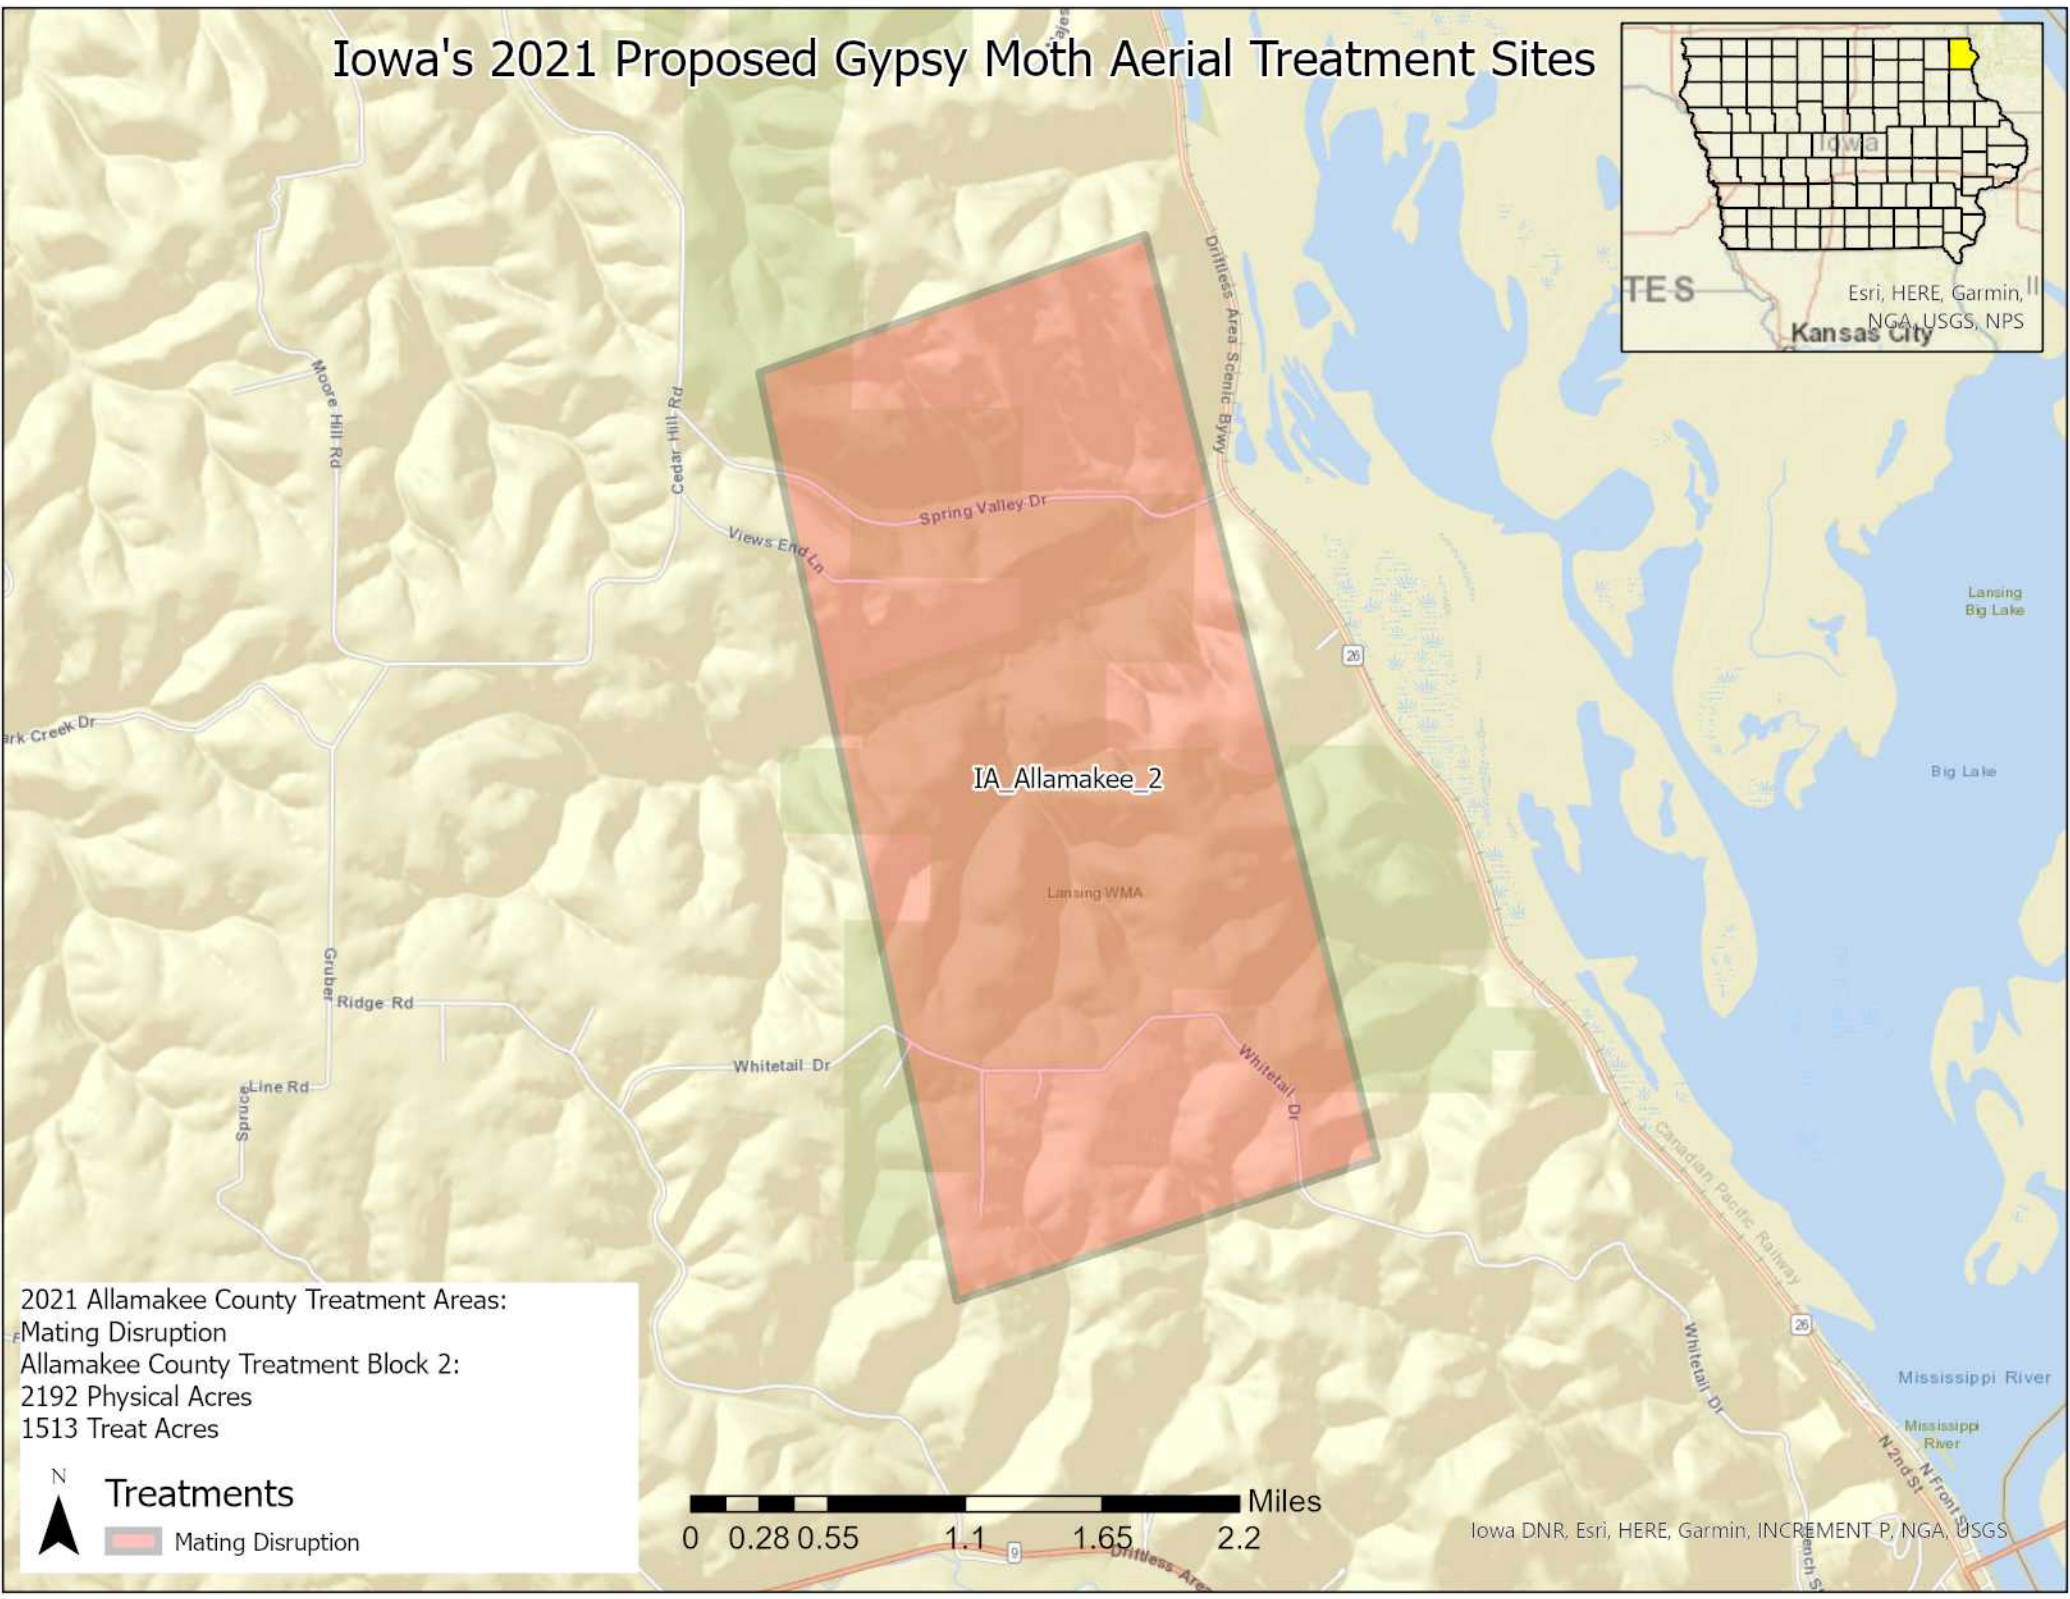 Iowa's 2021 Proposed Gypsy Moth Aerial Treatment Sites
Iowa
TES
Esri, HERE, Garmin,
NGA, USGS, NPS
Kansas City
Driftless Area Scenic Bywy
Moore Hill Rd
Cedar Hill Rd
Spring Valley Dr
Views End Ln
Lansing
Big Lake
26
Creek Dr
Big Lake
IA_Allamakee_2
Lansing WMA
Gruber
Ridge Rd
Whitetail Dr
Whitetail Dr
Line Rd
Spruce
Canadian Pacific Railway
26
Whitetail Dr
Mississippi River
Mississippi
River
N 2nd St
N Front S
2021 Allamakee County Treatment Areas:
Mating Disruption
Allamakee County Treatment Block 2:
2192 Physical Acres
1513 Treat Acres
N
Treatments
Mating Disruption
Miles
0 0.28 0.55 1.1 1.65 2.2
9
Driftless Area
Iowa DNR, Esri, HERE, Garmin, INCREMENT P, NGA, USGS